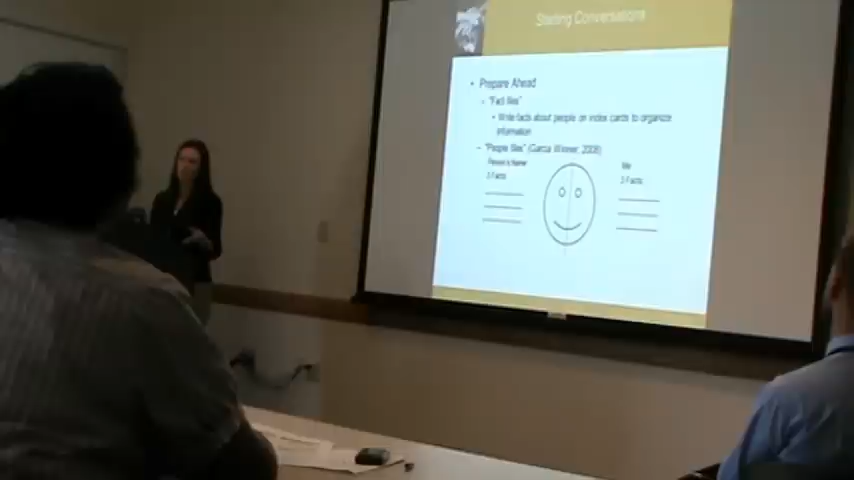 Starting Conversations
• Prepare Ahead
– "Fact files"
• Write facts about people on index cards to organize
information
– "People files" (Garcia Winner, 2008)
Person's Name
Me
3 Facts
3 Facts